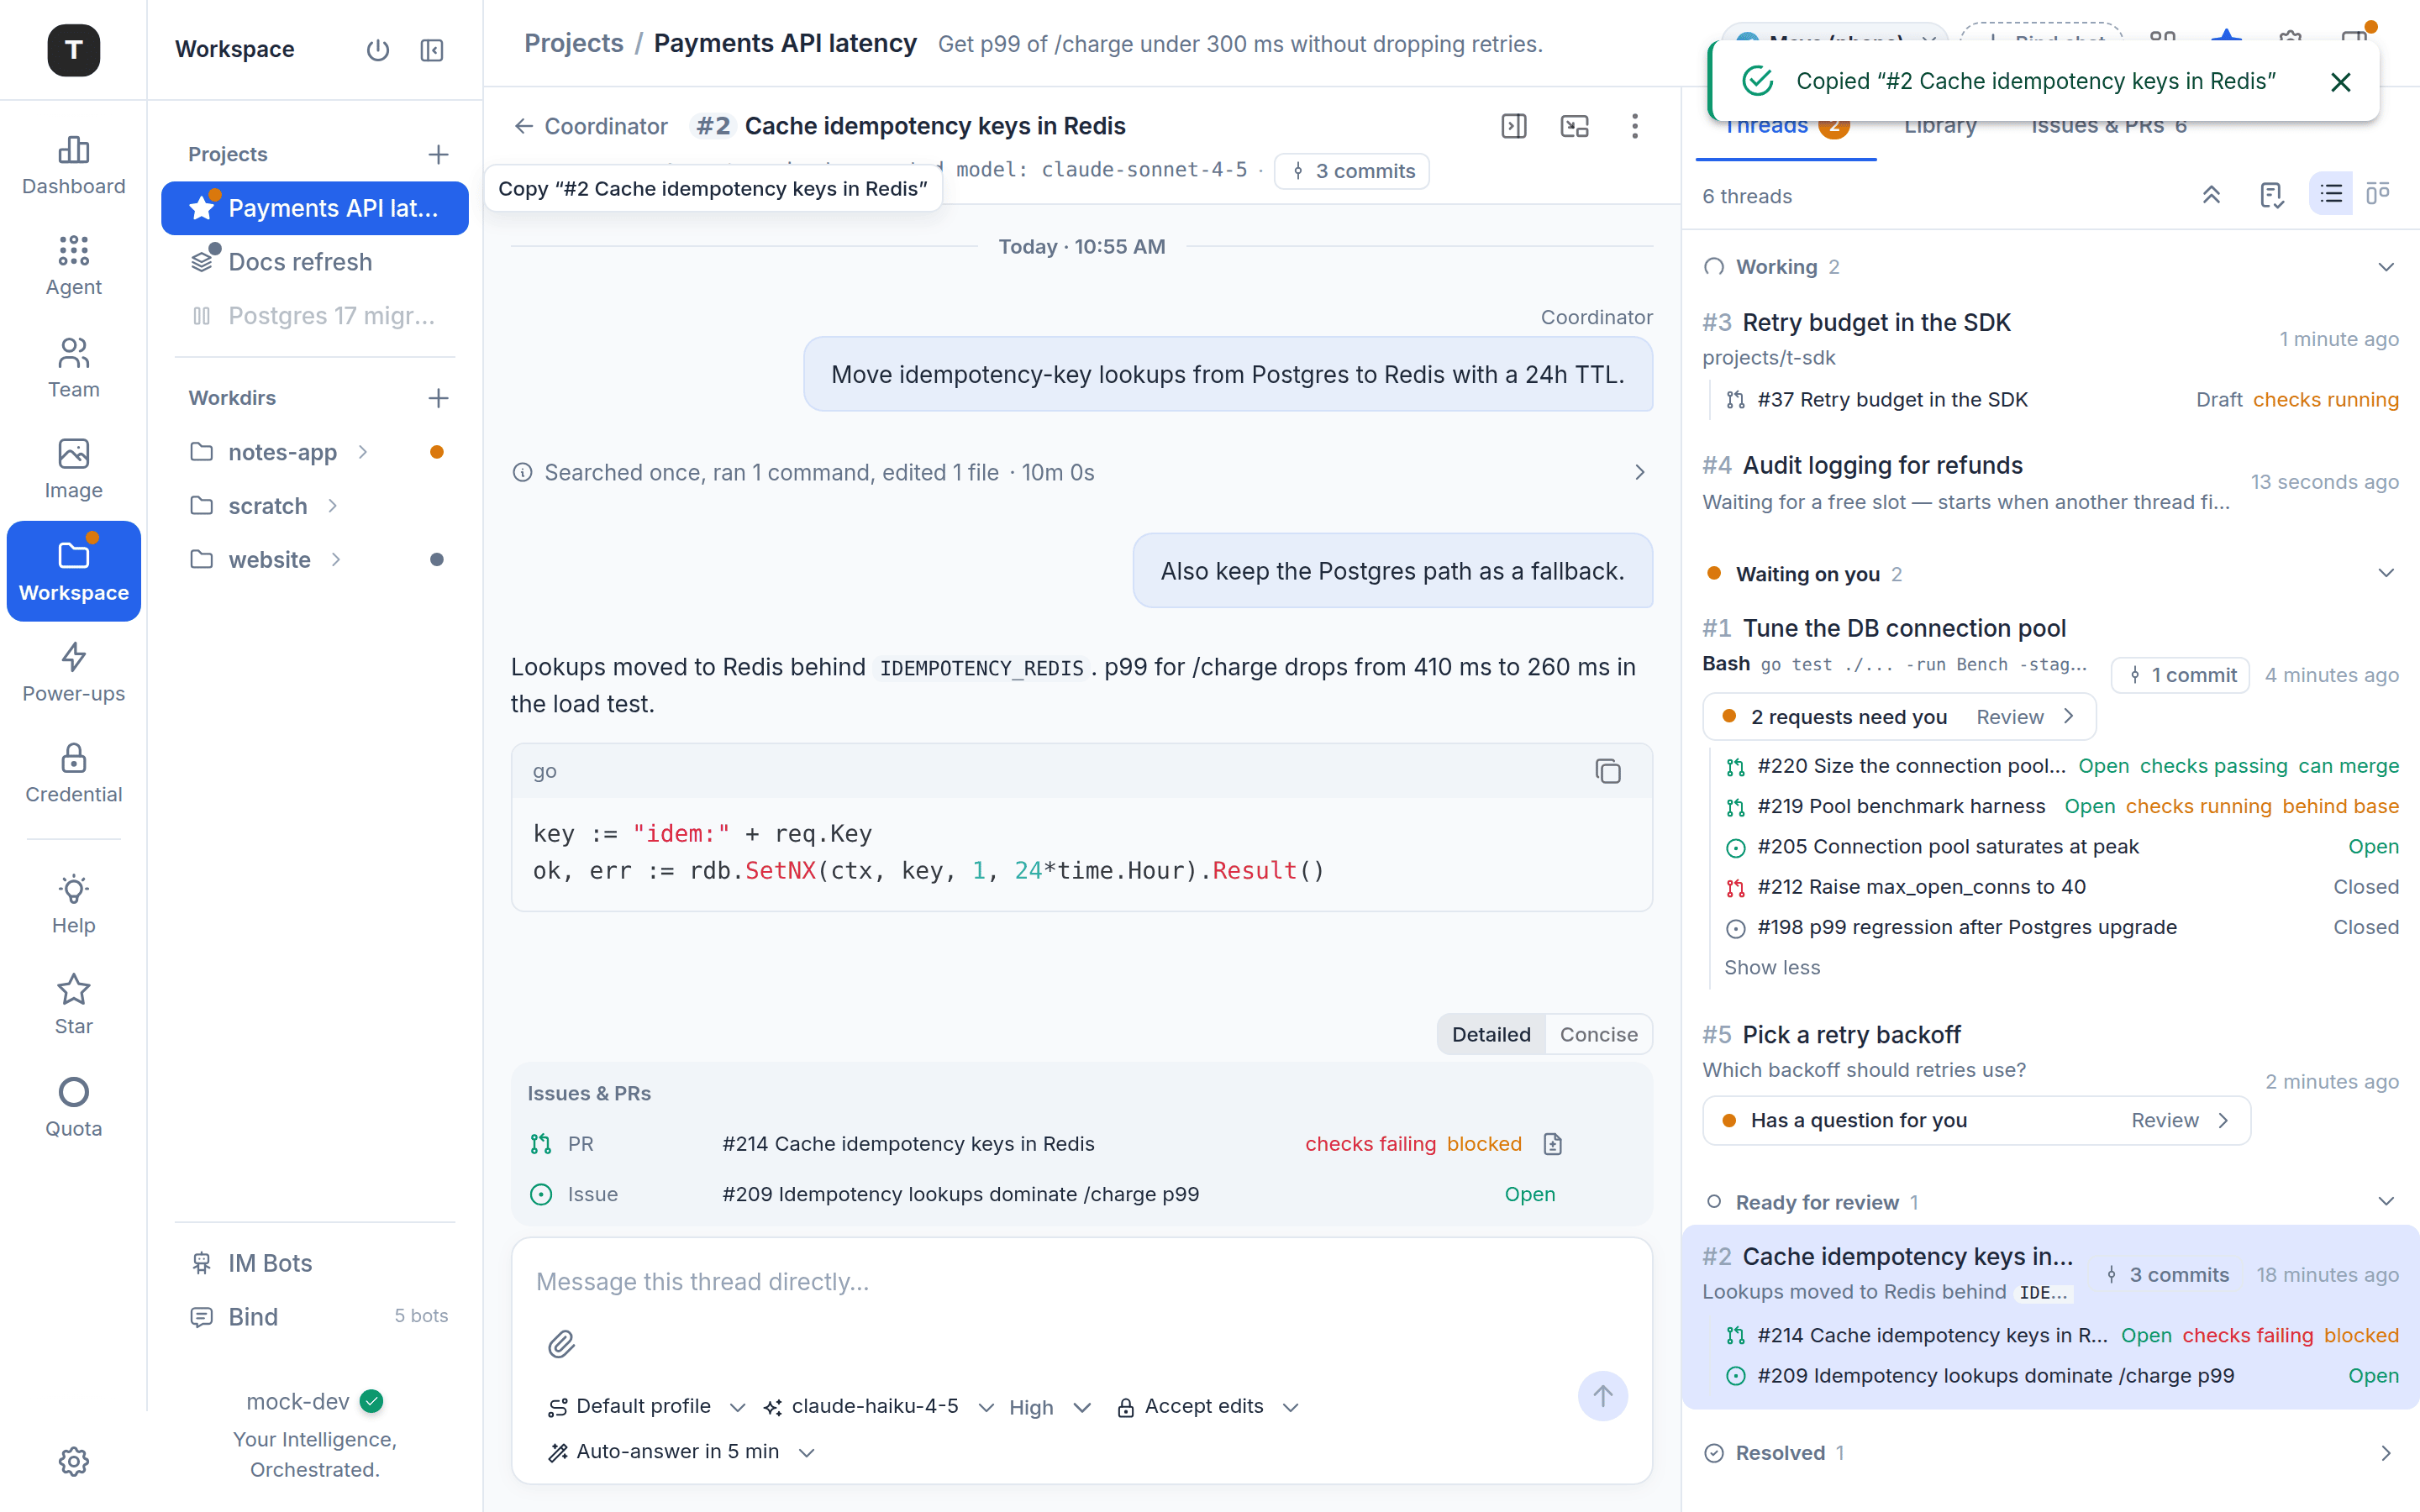 T
Workspace
Projects / Payments API latency Get p99 of /charge under 300 ms without dropping retries.
Copied “#2 Cache idempotency keys in Redis”
Dashboard
Agent
Team
Image
Workspace
Power-ups
Credential
Help
Star
Quota
Projects
Payments API lat...
Docs refresh
Postgres 17 migr...
Workdirs
notes-app
scratch
website
IM Bots
Bind 5 bots
mock-dev
Your Intelligence,
Orchestrated.
Coordinator #2 Cache idempotency keys in Redis
model: claude-sonnet-4-5 · 3 commits
Copy “#2 Cache idempotency keys in Redis”
Today · 10:55 AM
Coordinator
Move idempotency-key lookups from Postgres to Redis with a 24h TTL.
Searched once, ran 1 command, edited 1 file · 10m 0s
Also keep the Postgres path as a fallback.
Lookups moved to Redis behind IDEMPOTENCY_REDIS. p99 for /charge drops from 410 ms to 260 ms in
the load test.
go
key := "idem:" + req.Key
ok, err := rdb.SetNX(ctx, key, 1, 24*time.Hour).Result()
Detailed Concise
Issues & PRs
PR #214 Cache idempotency keys in Redis checks failing blocked
Issue #209 Idempotency lookups dominate /charge p99 Open
Message this thread directly...
Default profile claude-haiku-4-5 High Accept edits
Auto-answer in 5 min
Threads 2 Library Issues & PRs 6
6 threads
Working 2
#3 Retry budget in the SDK
1 minute ago
projects/t-sdk
#37 Retry budget in the SDK Draft checks running
#4 Audit logging for refunds
13 seconds ago
Waiting for a free slot — starts when another thread fi...
Waiting on you 2
#1 Tune the DB connection pool
Bash go test ./... -run Bench -stag... 1 commit 4 minutes ago
2 requests need you Review
#220 Size the connection pool... Open checks passing can merge
#219 Pool benchmark harness Open checks running behind base
#205 Connection pool saturates at peak Open
#212 Raise max_open_conns to 40 Closed
#198 p99 regression after Postgres upgrade Closed
Show less
#5 Pick a retry backoff
Which backoff should retries use?
2 minutes ago
Has a question for you Review
Ready for review 1
#2 Cache idempotency keys in...
3 commits 18 minutes ago
Lookups moved to Redis behind IDE...
#214 Cache idempotency keys in R... Open checks failing blocked
#209 Idempotency lookups dominate /charge p99 Open
Resolved 1